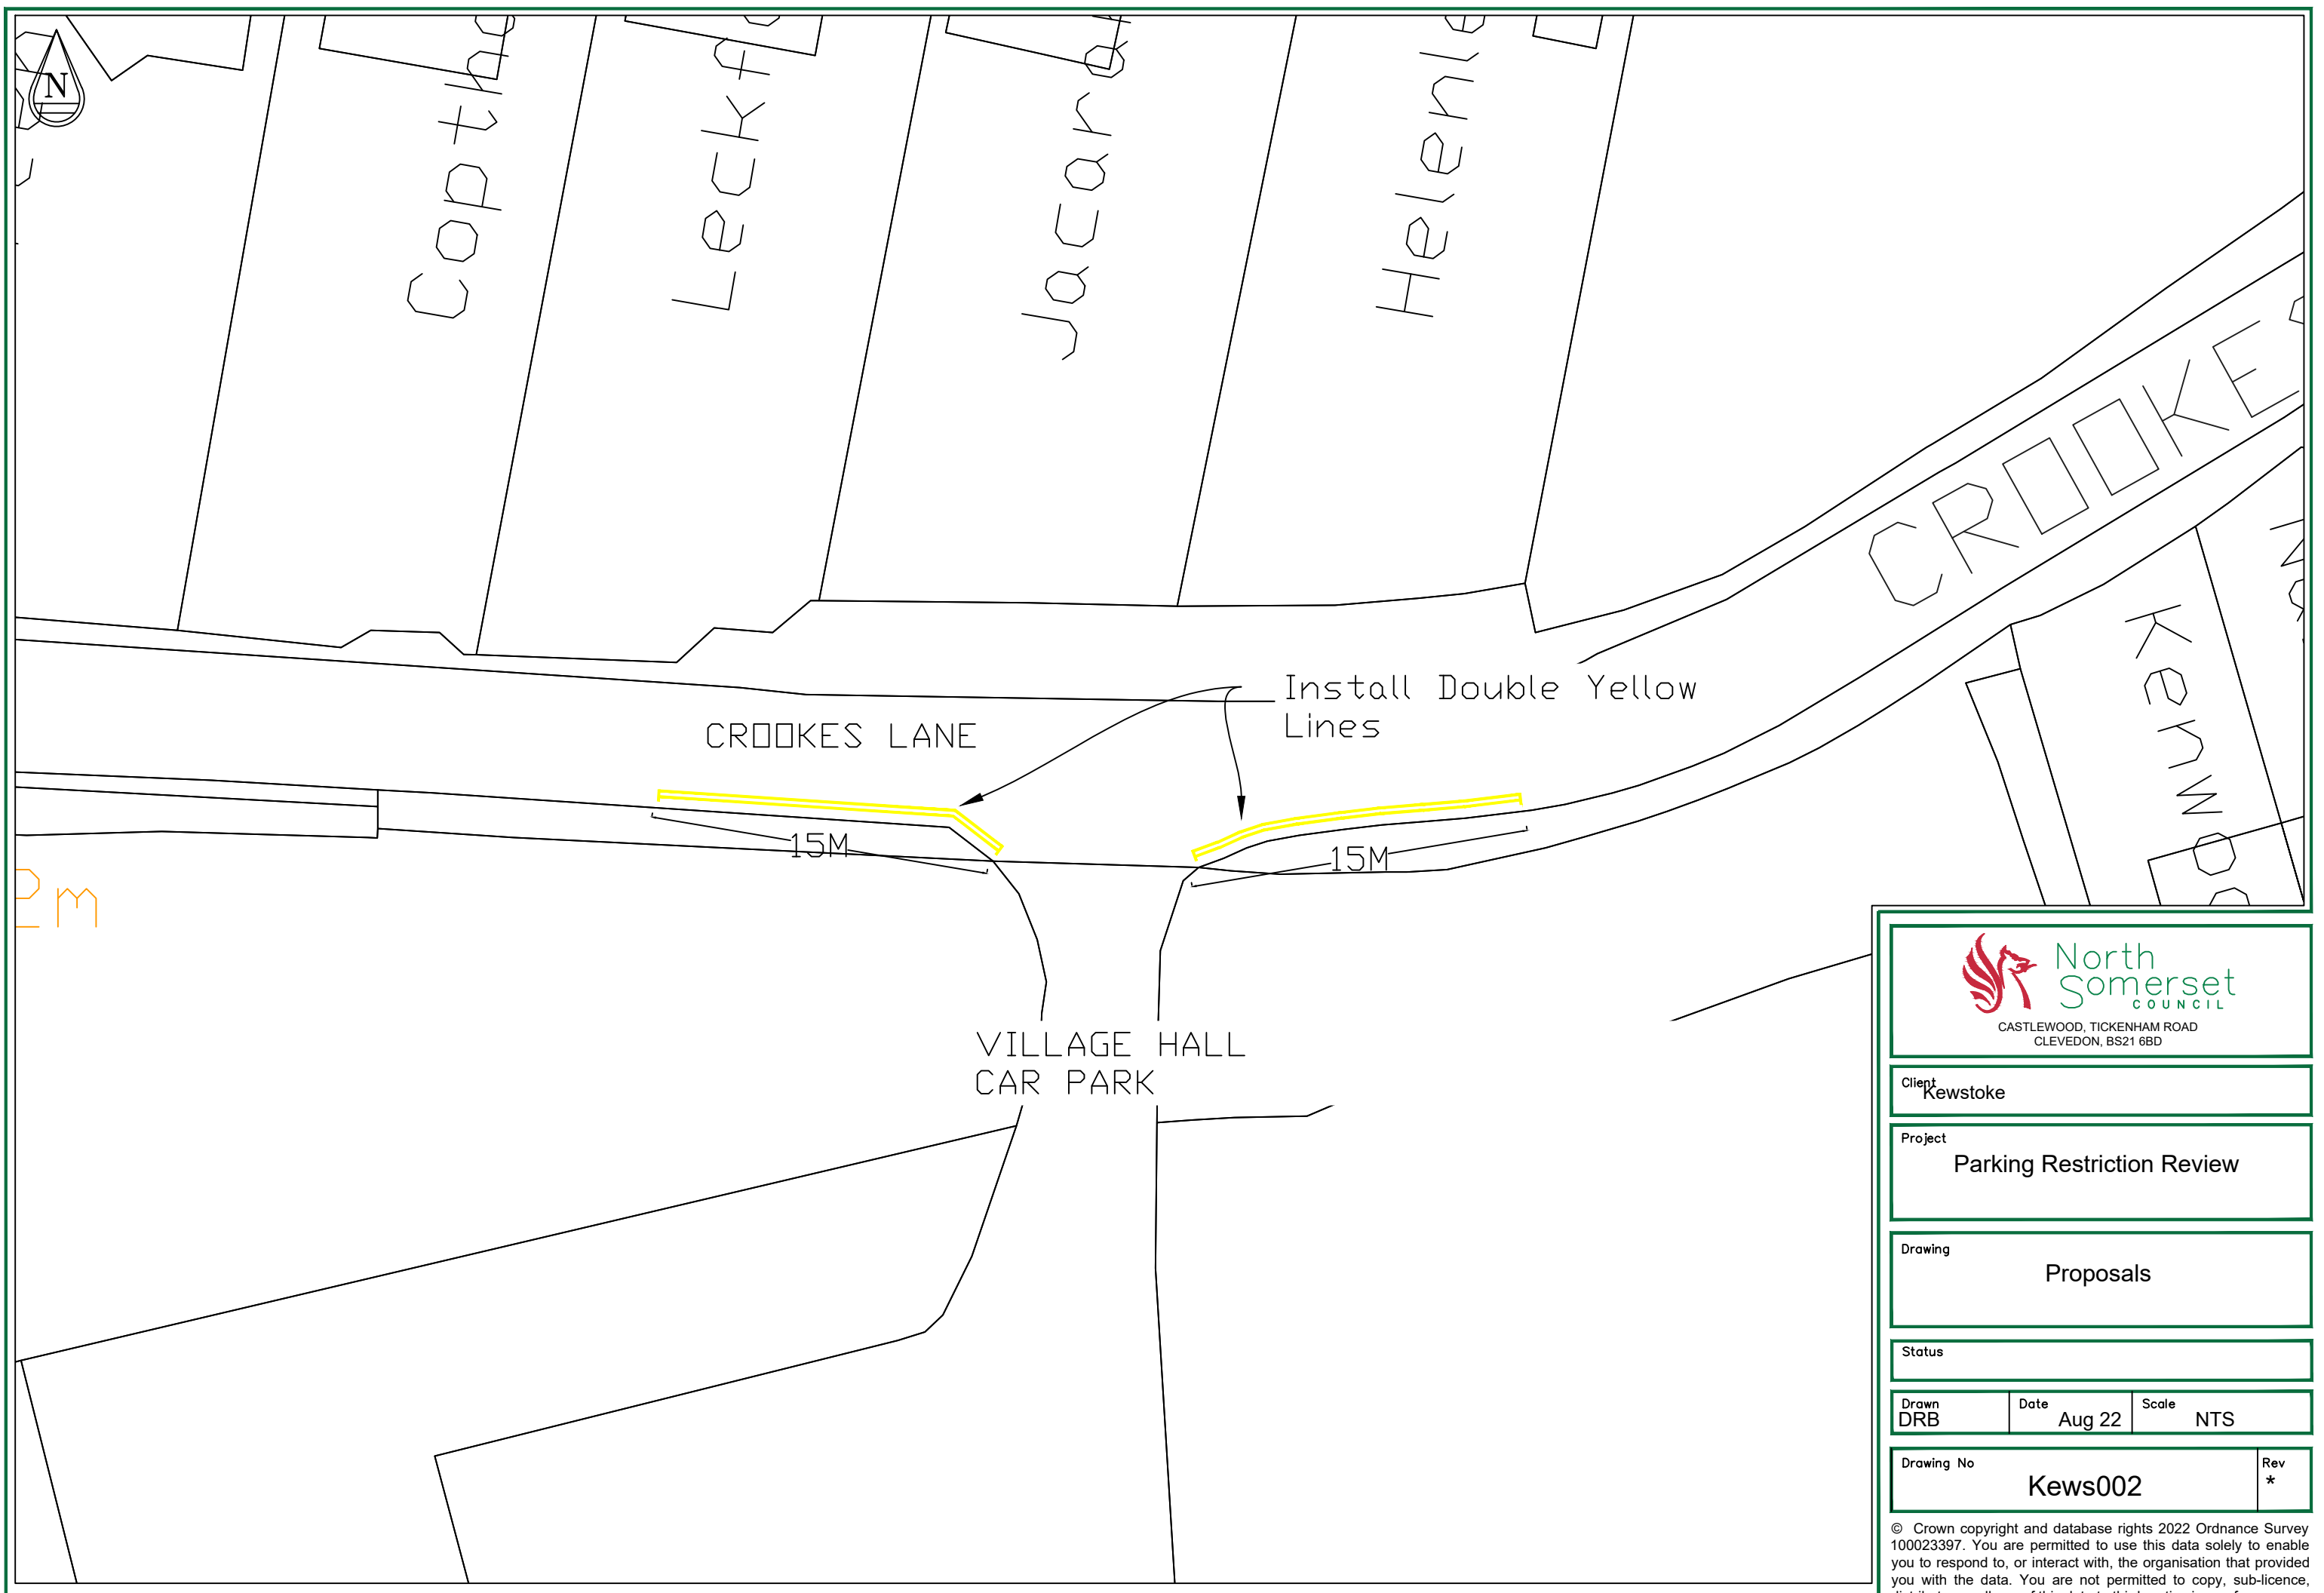 N
Install Double Yellow
Lines
CROOKES LANE
15M
15M
2m
VILLAGE HALL
CAR PARK
North
Somerset
COUNCIL
CASTLEWOOD, TICKENHAM ROAD
CLEVEDON, BS21 6BD
Client
Kewstoke
Project
Parking Restriction Review
Drawing
Proposals
Status
Drawn
DRB
Date
Aug 22
Scale
NTS
Drawing No
Kews002
Rev
*
© Crown copyright and database rights 2022 Ordnance Survey
100023397. You are permitted to use this data solely to enable
you to respond to, or interact with, the organisation that provided
you with the data. You are not permitted to copy, sub-licence,